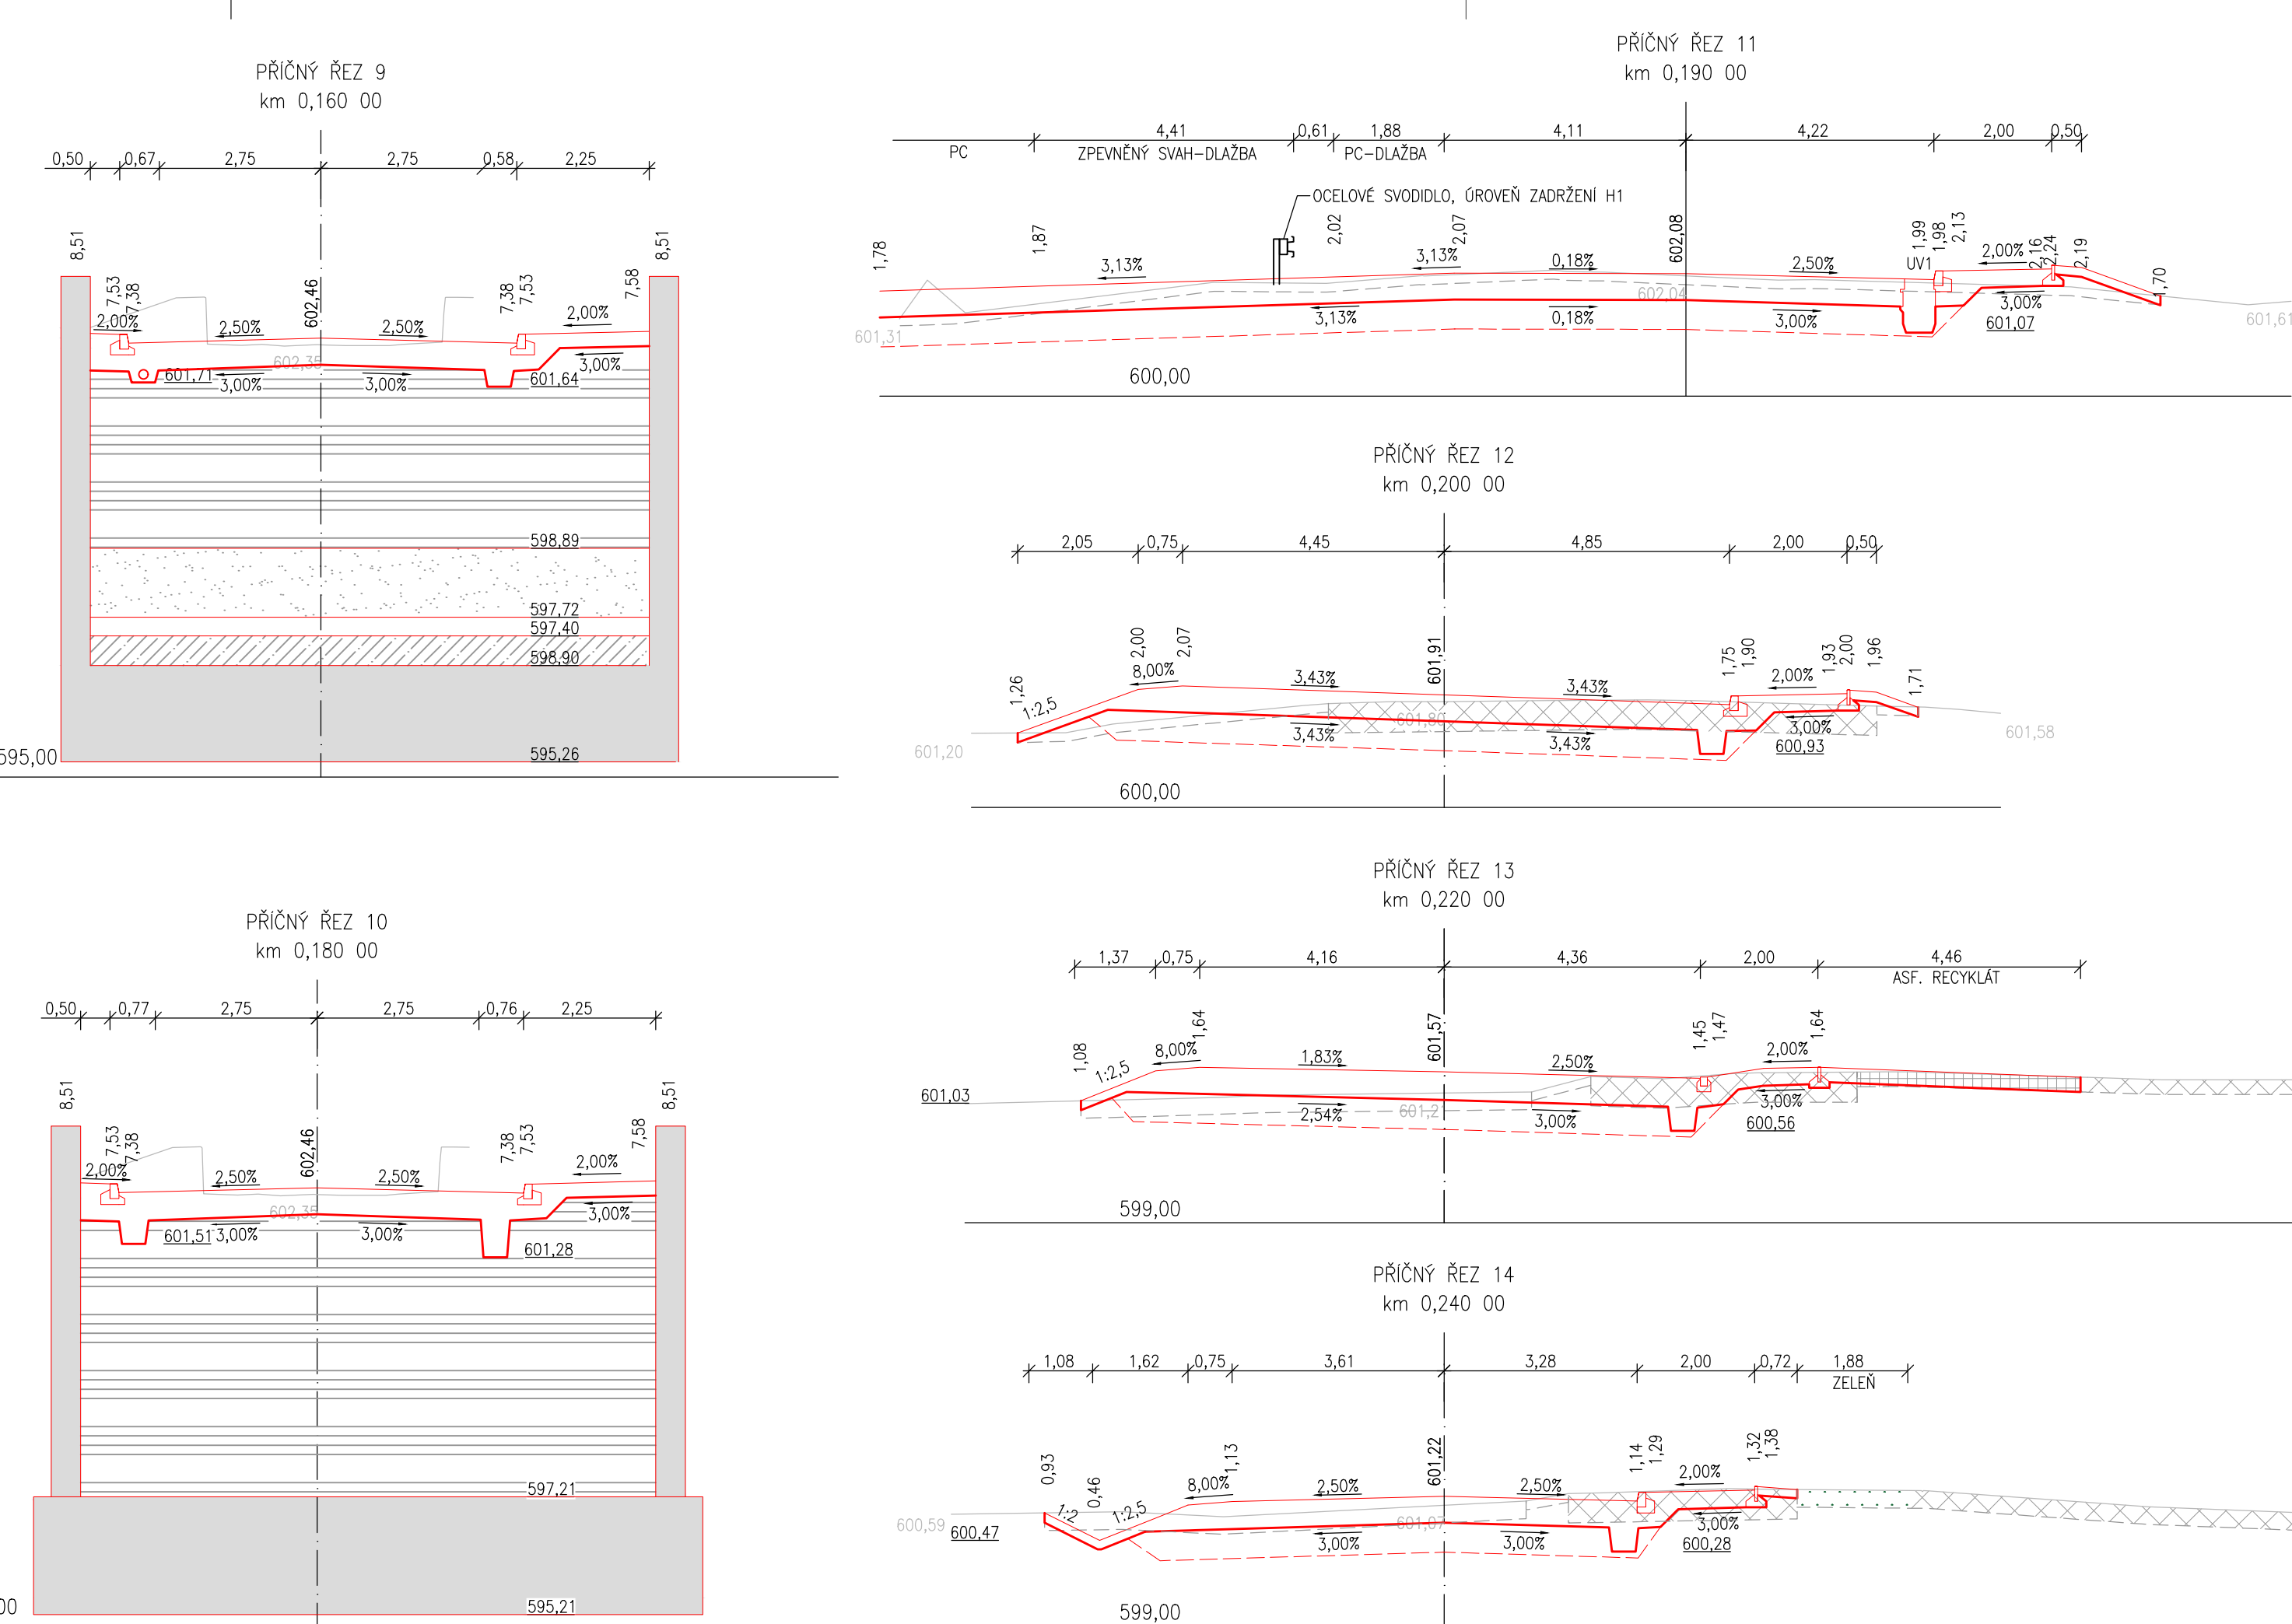 PŘÍČNÝ ŘEZ 9
km 0,160 00
0,50 0,67 2,75 2,75 0,58 2,25
8,51 7,53 7,38 602,46 7,38 7,53 7,58 8,51
2,00% 2,50% 2,50% 2,00%
602,35
601,71 3,00% 3,00% 601,64 3,00%
598,89
597,72
597,40
598,90
595,00 595,26
PŘÍČNÝ ŘEZ 10
km 0,180 00
0,50 0,77 2,75 2,75 0,76 2,25
8,51 7,53 7,38 602,46 7,38 7,53 7,58 8,51
2,00% 2,50% 2,50% 2,00%
602,35
601,51 3,00% 3,00% 601,28 3,00%
597,21
00 595,21
PŘÍČNÝ ŘEZ 11
km 0,190 00
4,41 0,61 1,88 4,11 4,22 2,00 0,50
PC ZPEVNĚNÝ SVAH-DLAŽBA PC-DLAŽBA
OCELOVÉ SVODIDLO, ÚROVEŇ ZADRŽENÍ H1
1,78 1,87 2,02 2,07 602,08 1,99 1,98 2,13 2,16 2,24 2,19 1,70
3,13% 3,13% 0,18% 2,50% UV1 2,00%
602,04
601,31 3,13% 0,18% 3,00% 3,00% 601,07 601,61
600,00
PŘÍČNÝ ŘEZ 12
km 0,200 00
2,05 0,75 4,45 4,85 2,00 0,50
1,26 2,00 2,07 601,91 1,75 1,90 1,93 2,00 1,96 1,71
1:2,5 8,00% 3,43% 3,43% 2,00%
601,80
601,20 3,43% 3,43% 3,00% 600,93 601,58
600,00
PŘÍČNÝ ŘEZ 13
km 0,220 00
1,37 0,75 4,16 4,36 2,00 4,46
ASF. RECYKLÁT
1,08 1,64 601,57 1,45 1,47 1,64
1:2,5 8,00% 1,83% 2,50% 2,00%
601,03 2,54% 601,2 3,00% 3,00% 600,56
599,00
PŘÍČNÝ ŘEZ 14
km 0,240 00
1,08 1,62 0,75 3,61 3,28 2,00 0,72 1,88
ZELEŇ
0,93 0,46 1,13 601,22 1,14 1,29 1,32 1,38
1:2 1:2,5 8,00% 2,50% 2,50% 2,00%
600,59 600,47 601,07 3,00% 3,00% 3,00% 600,28
599,00